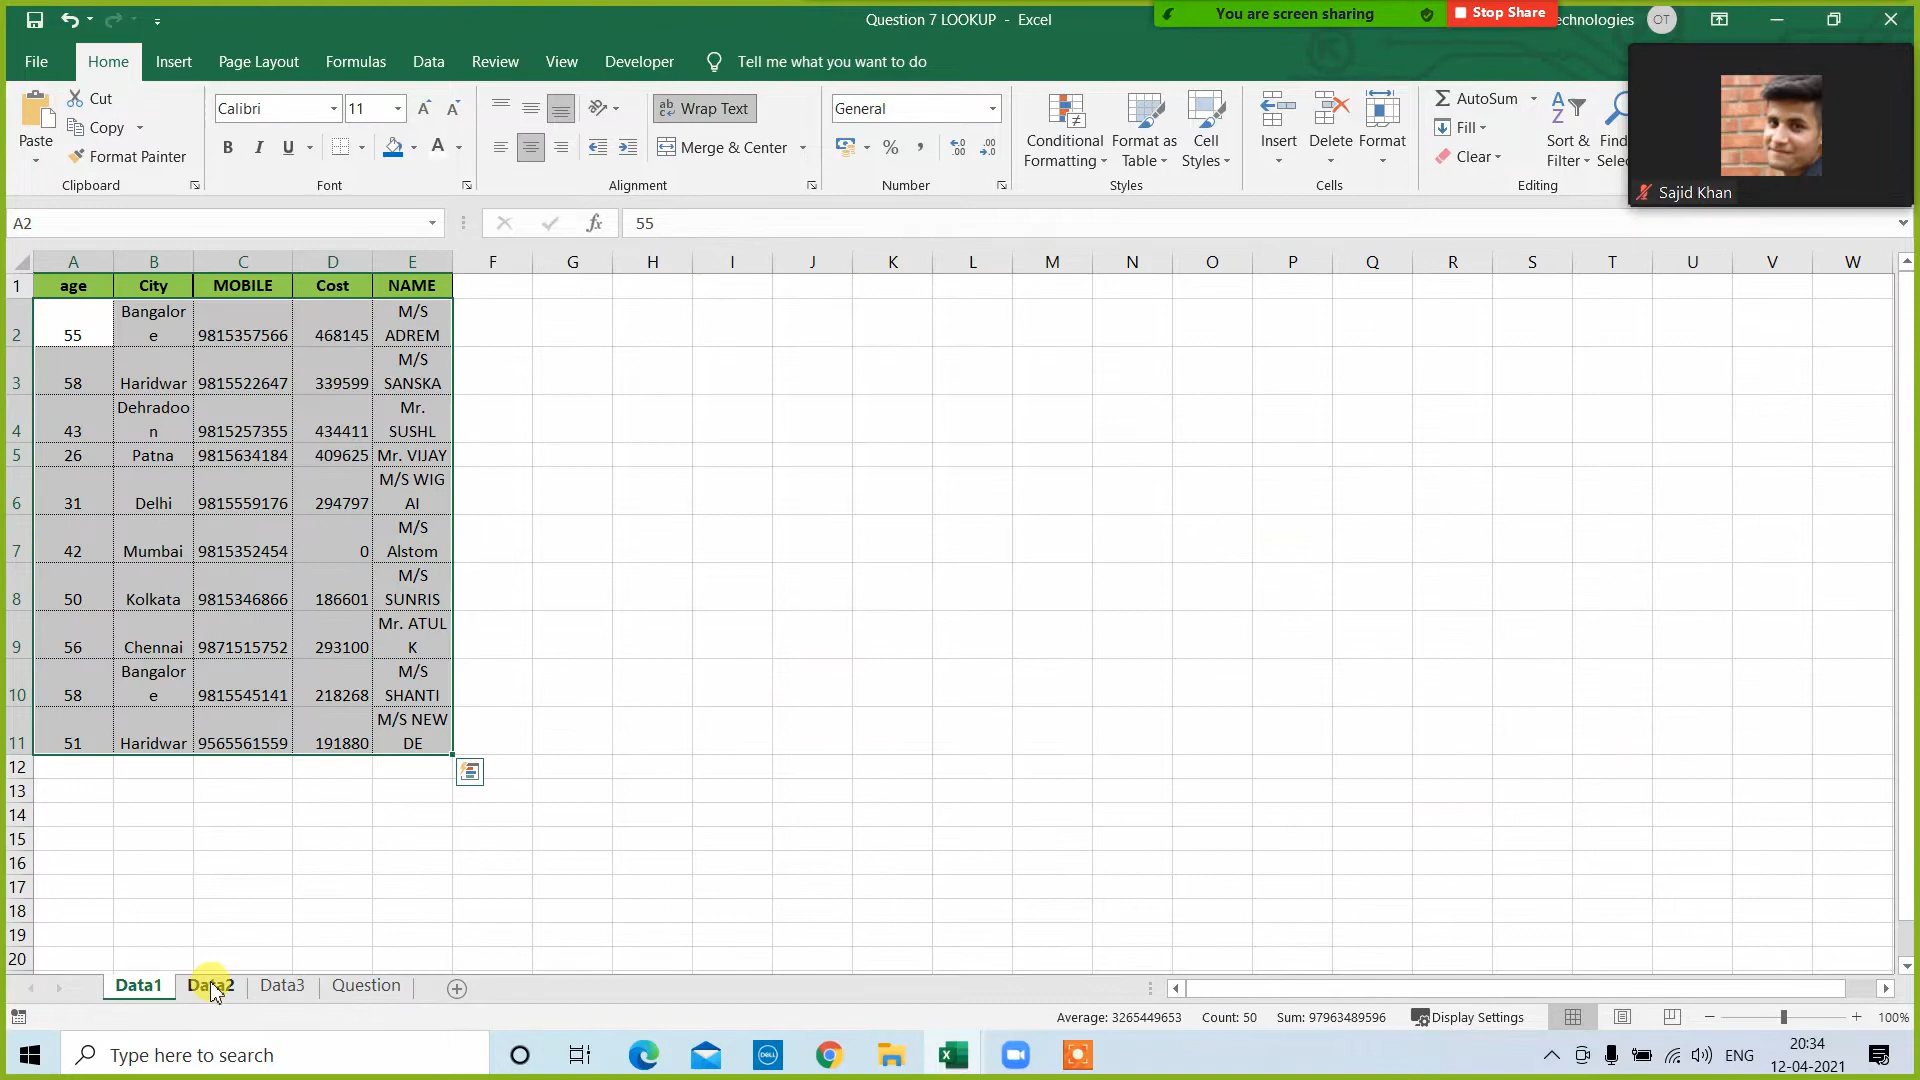 Question 7 LOOKUP - Excel
You are screen sharing
Stop Share
echnologies
OT
File
Home
Insert
Page Layout
Formulas
Data
Review
View
Developer
Tell me what you want to do
Paste
Cut
Copy
Format Painter
Clipboard
Calibri
11
B I U
A
Font
Wrap Text
Merge & Center
Alignment
General
%
Number
Conditional Formatting
Format as Table
Cell Styles
Styles
Insert
Delete
Format
Cells
AutoSum
Fill
Clear
Sort & Filter
Editing
Sajid Khan
A2
fx
55
A B C D E F G H I J K L M N O P Q R S T U V W
1 age City MOBILE Cost NAME
2 55 Bangalore 9815357566 468145 M/S ADREM
3 58 Haridwar 9815522647 339599 M/S SANSKA
4 43 Dehradoon 9815257355 434411 Mr. SUSHL
5 26 Patna 9815634184 409625 Mr. VIJAY
6 31 Delhi 9815559176 294797 M/S WIGAI
7 42 Mumbai 9815352454 0 M/S Alstom
8 50 Kolkata 9815346866 186601 M/S SUNRIS
9 56 Chennai 9871515752 293100 Mr. ATUL K
10 58 Bangalore 9815545141 218268 M/S SHANTI
11 51 Haridwar 9565561559 191880 M/S NEW DE
12
13
14
15
16
17
18
19
20
Data1 Data2 Data3 Question
Average: 3265449653 Count: 50 Sum: 97963489596 Display Settings 100%
Type here to search
DELL
ENG
20:34
12-04-2021